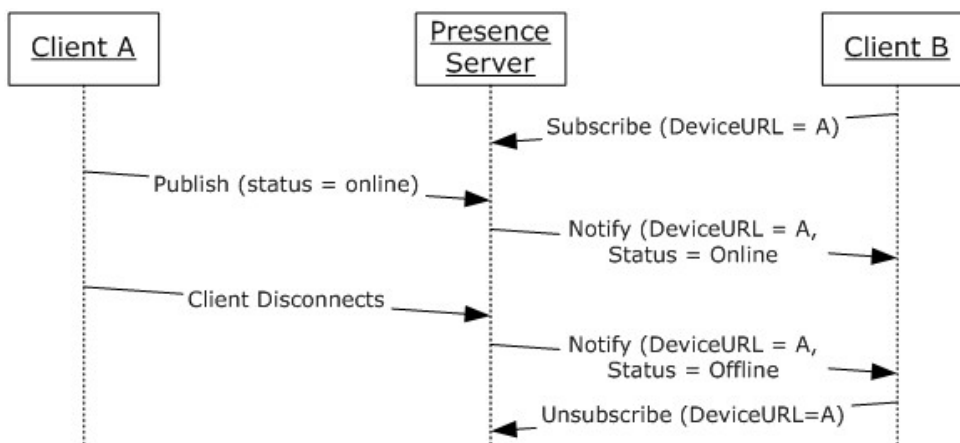 Client A
Presence
Server
Client B
Subscribe (DeviceURL = A)
Publish (status = online)
Notify (DeviceURL = A,
Status = Online
Client Disconnects
Notify (DeviceURL = A,
Status = Offline
Unsubscribe (DeviceURL=A)